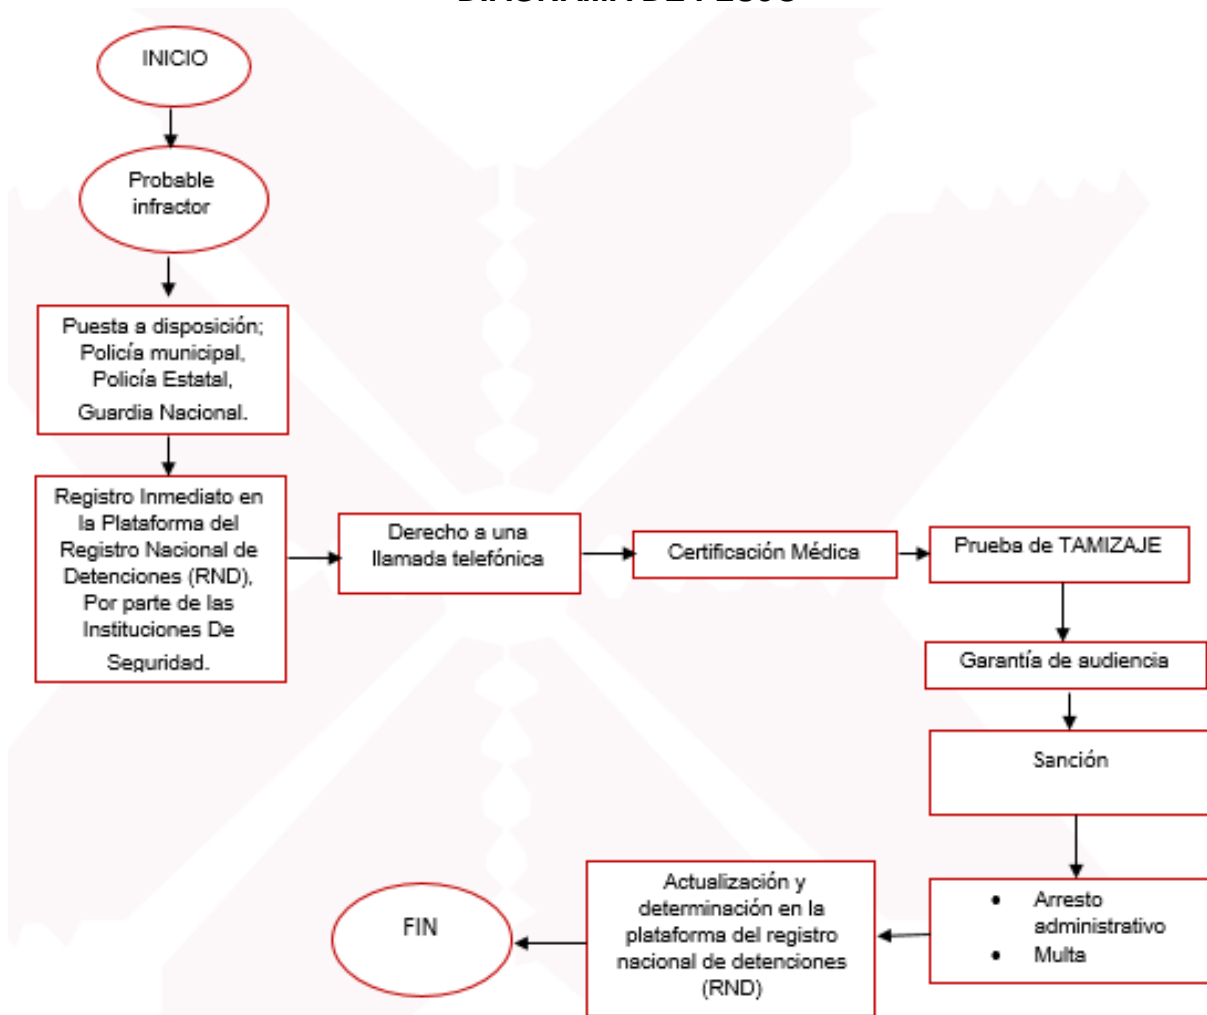 INICIO
Probable
infractor
Puesta a disposición;
Policía municipal,
Policía Estatal,
Guardia Nacional.
Registro Inmediato en
la Plataforma del
Registro Nacional de
Detenciones (RND),
Por parte de las
Instituciones De
Seguridad.
Derecho a una
llamada telefónica
Certificación Médica
Prueba de TAMIZAJE
Garantía de audiencia
Sanción
• Arresto
administrativo
• Multa
Actualización y
determinación en la
plataforma del registro
nacional de detenciones
(RND)
FIN